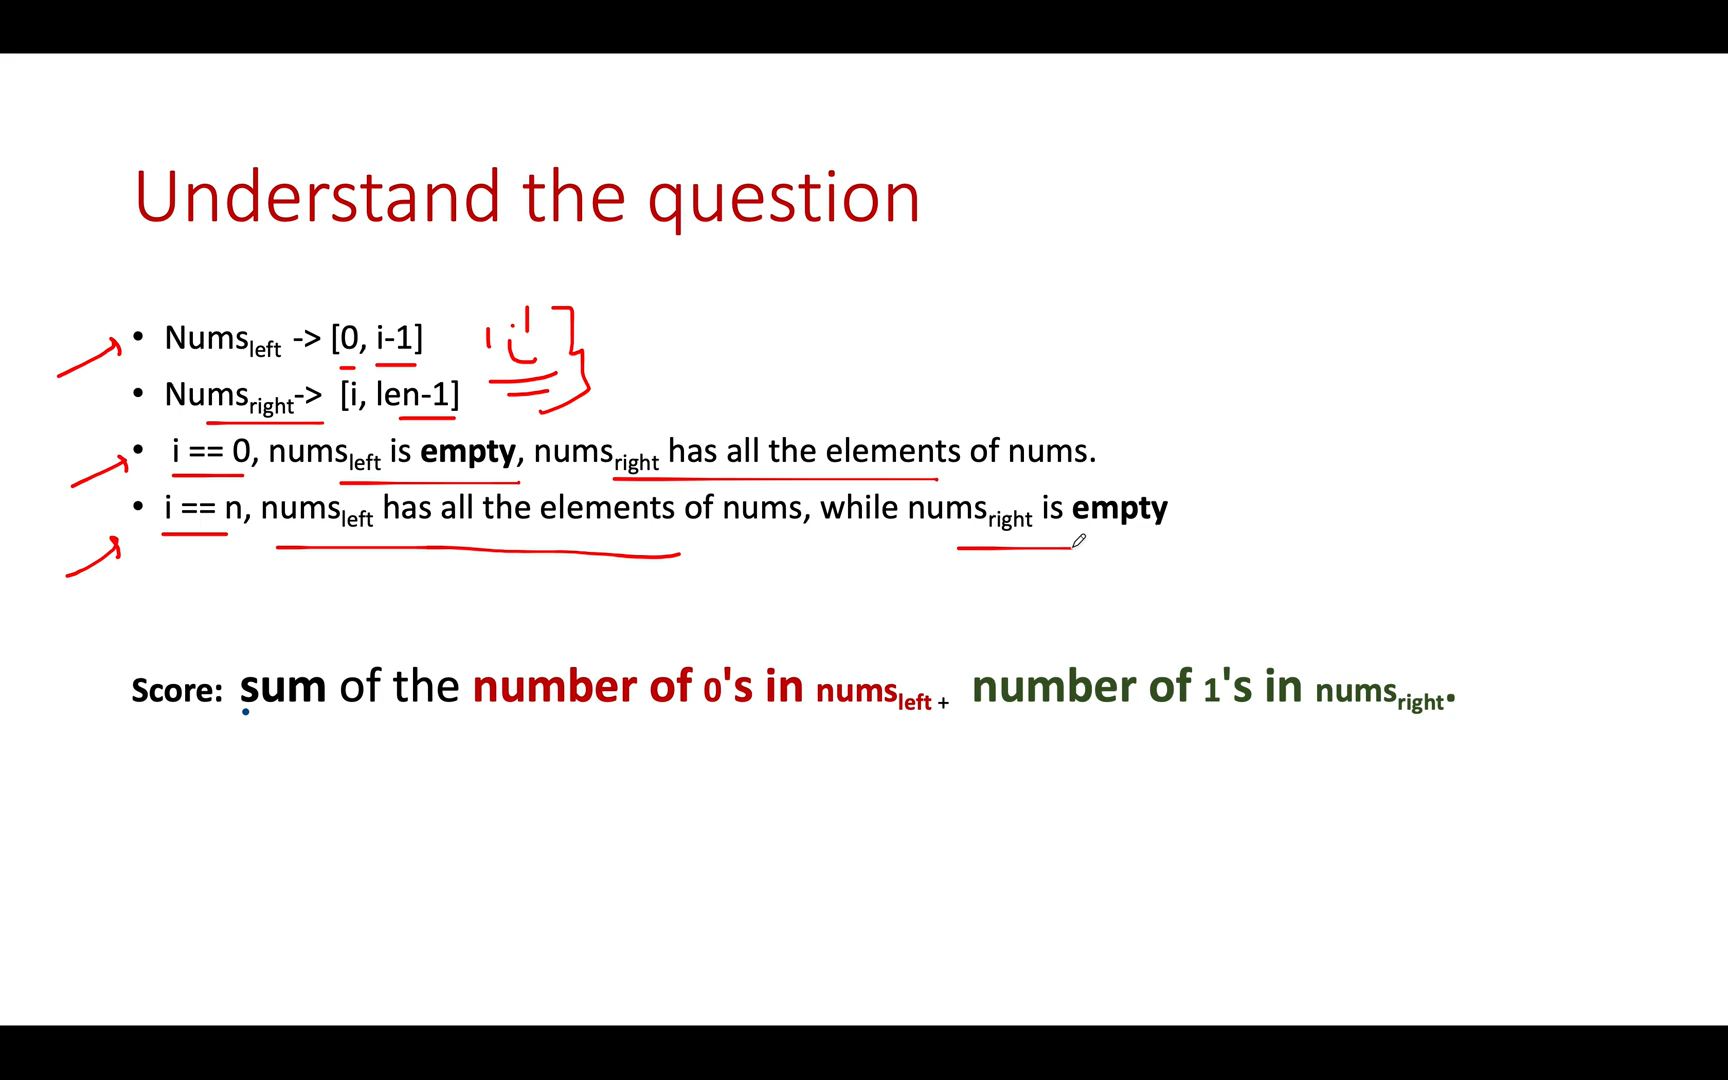 Understand the question
• Numsleft -> [0, i-1]
• Numsright-> [i, len-1]
• i == 0, numsleft is empty, numsright has all the elements of nums.
• i == n, numsleft has all the elements of nums, while numsright is empty
Score: sum of the number of 0's in numsleft + number of 1's in numsright.